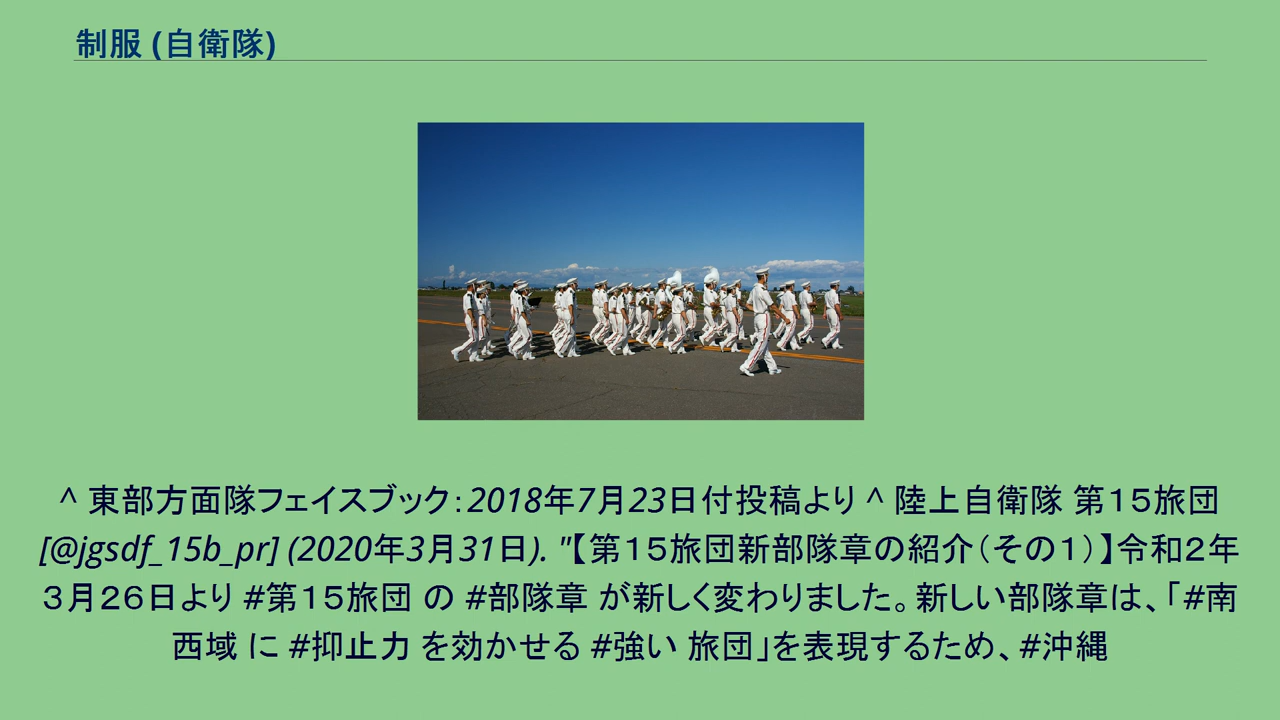 制服 (自衛隊)
^ 東部方面隊フェイスブック：2018年7月23日付投稿より ^ 陸上自衛隊 第１５旅団
[@jgsdf_15b_pr] (2020年3月31日). "【第１５旅団新部隊章の紹介（その１）】令和２年
３月２６日より #第１５旅団 の #部隊章 が新しく変わりました。新しい部隊章は、「#南
西域 に #抑止力 を効かせる #強い 旅団」を表現するため、#沖縄